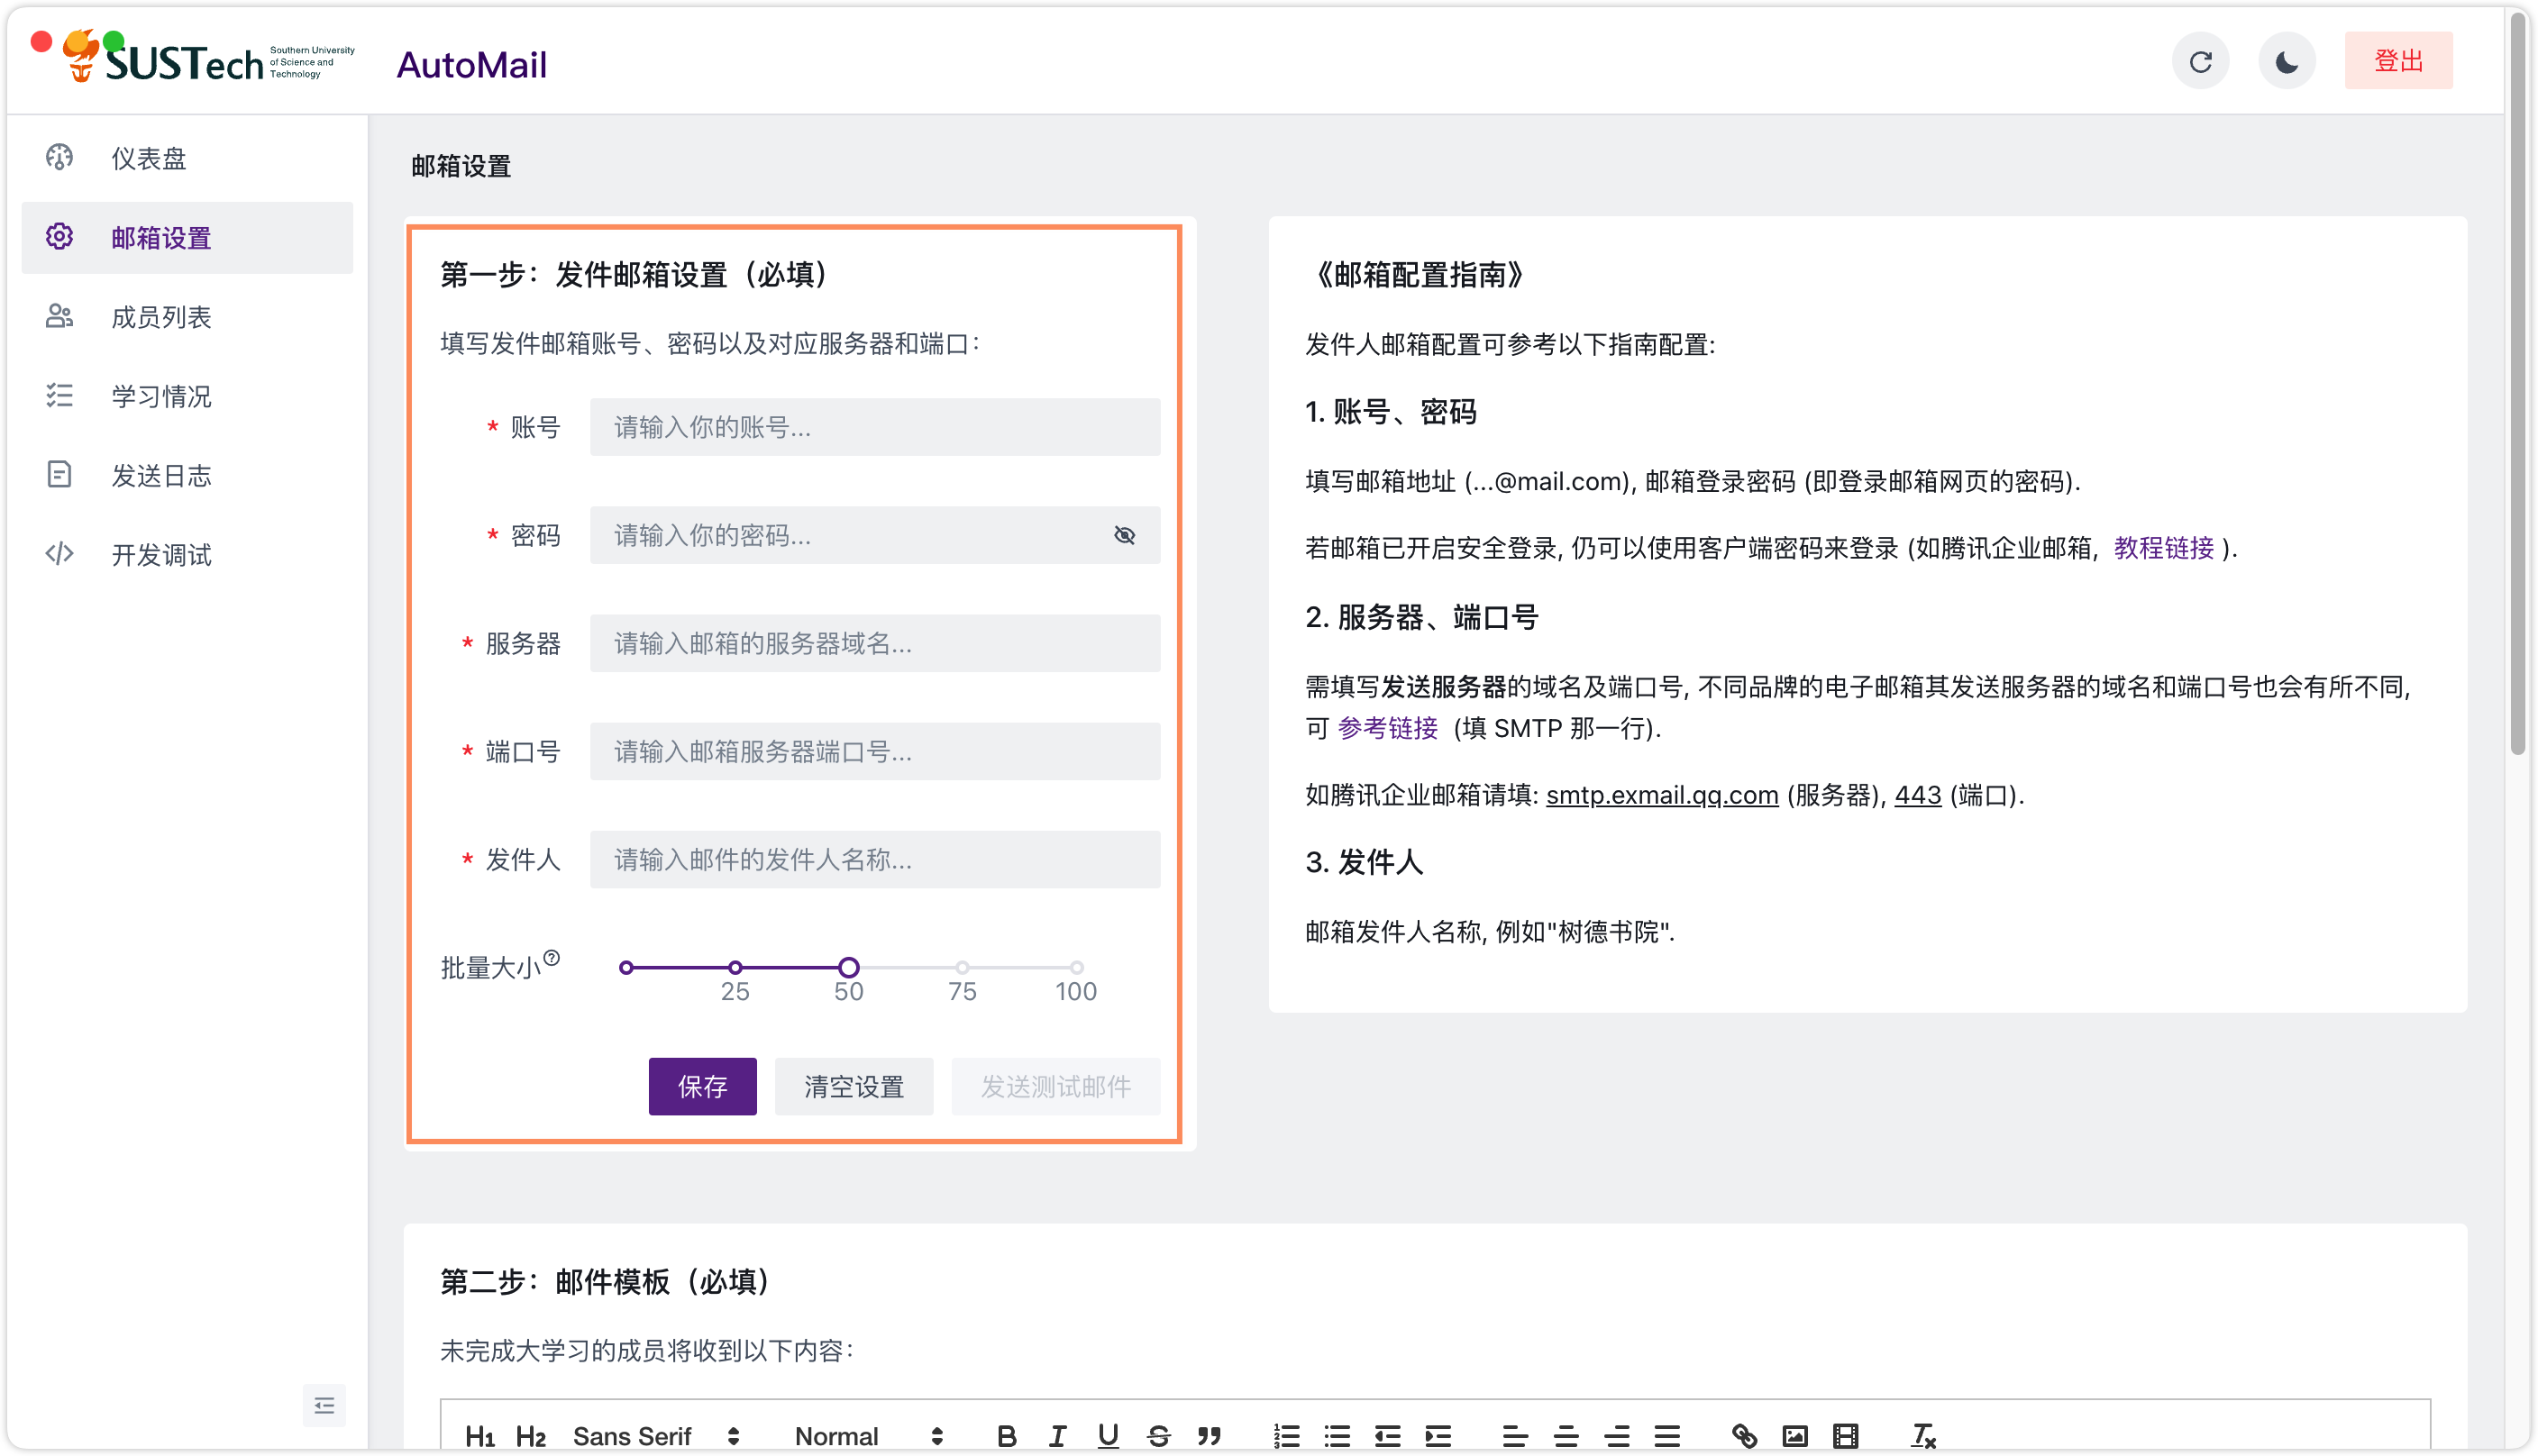 SUSTech
Southern University
of Science and
Technology
AutoMail
登出
仪表盘
邮箱设置
成员列表
学习情况
发送日志
开发调试
邮箱设置
第一步：发件邮箱设置（必填）
填写发件邮箱账号、密码以及对应服务器和端口：
* 账号 请输入你的账号...
* 密码 请输入你的密码...
* 服务器 请输入邮箱的服务器域名...
* 端口号 请输入邮箱服务器端口号...
* 发件人 请输入邮件的发件人名称...
批量大小
25 50 75 100
保存 清空设置 发送测试邮件
《邮箱配置指南》
发件人邮箱配置可参考以下指南配置:
1. 账号、密码
填写邮箱地址 (...@mail.com), 邮箱登录密码 (即登录邮箱网页的密码).
若邮箱已开启安全登录, 仍可以使用客户端密码来登录 (如腾讯企业邮箱, 教程链接 ).
2. 服务器、端口号
需填写发送服务器的域名及端口号, 不同品牌的电子邮箱其发送服务器的域名和端口号也会有所不同,
可 参考链接 (填 SMTP 那一行).
如腾讯企业邮箱请填: smtp.exmail.qq.com (服务器), 443 (端口).
3. 发件人
邮箱发件人名称, 例如"树德书院".
第二步：邮件模板（必填）
未完成大学习的成员将收到以下内容：
H1 H2 Sans Serif Normal B I U S